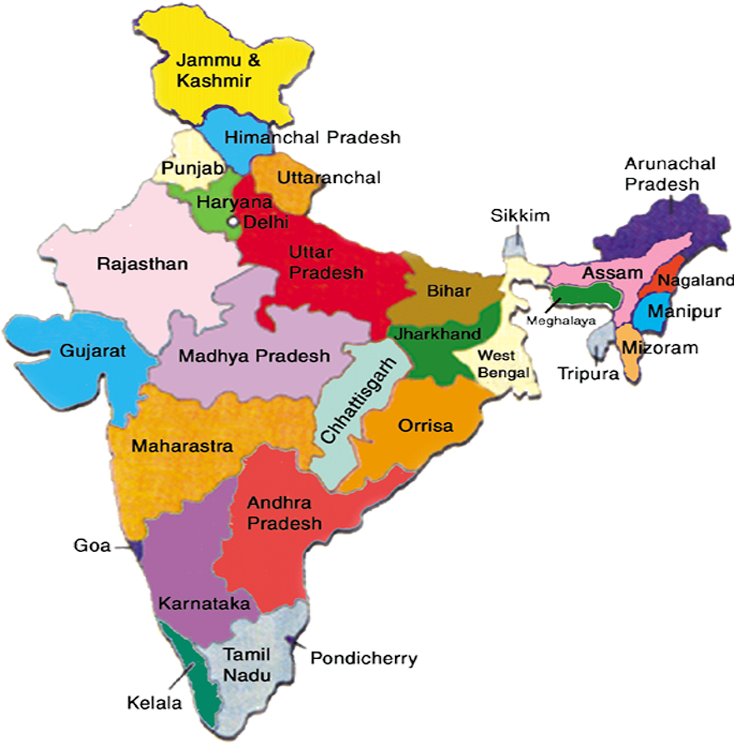 Jammu &
Kashmir
Himanchal Pradesh
Punjab
Uttaranchal
Haryana
Delhi
Arunachal
Pradesh
Sikkim
Rajasthan
Uttar
Pradesh
Assam
Nagaland
Bihar
Meghalaya
Manipur
Gujarat
Madhya Pradesh
Jharkhand
West
Bengal
Mizoram
Tripura
Chhattisgarh
Maharastra
Orrisa
Andhra
Pradesh
Goa
Karnataka
Tamil
Nadu
Pondicherry
Kelala